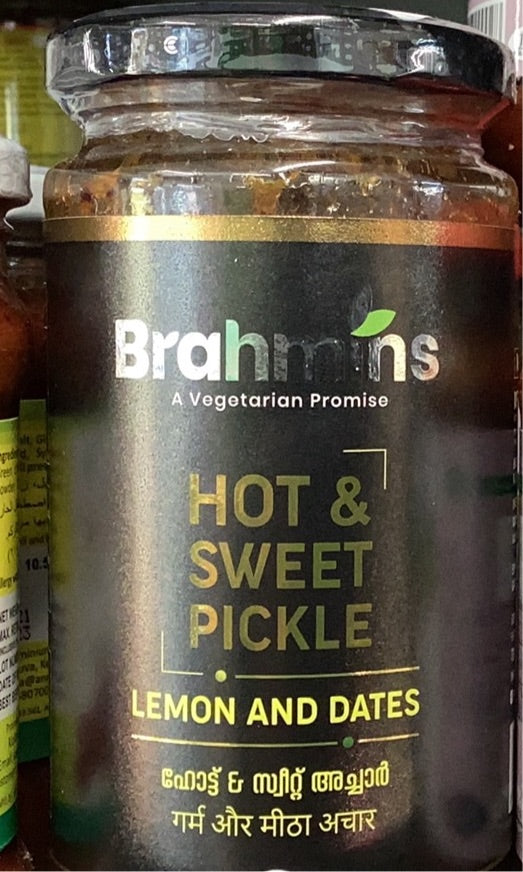 Brahmins
A Vegetarian Promise
HOT &
SWEET
PICKLE
LEMON AND DATES
ഹോട്ട് & സ്വീറ്റ് അച്ചാർ
गर्म और मीठा अचार